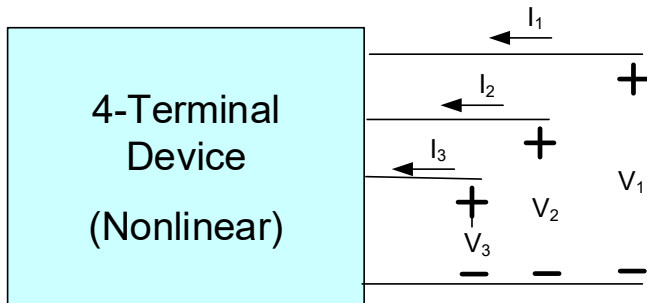 4-Terminal
Device
(Nonlinear)
I₁
I₂
I₃
+
+
+
V₁
V₂
V₃
− − −